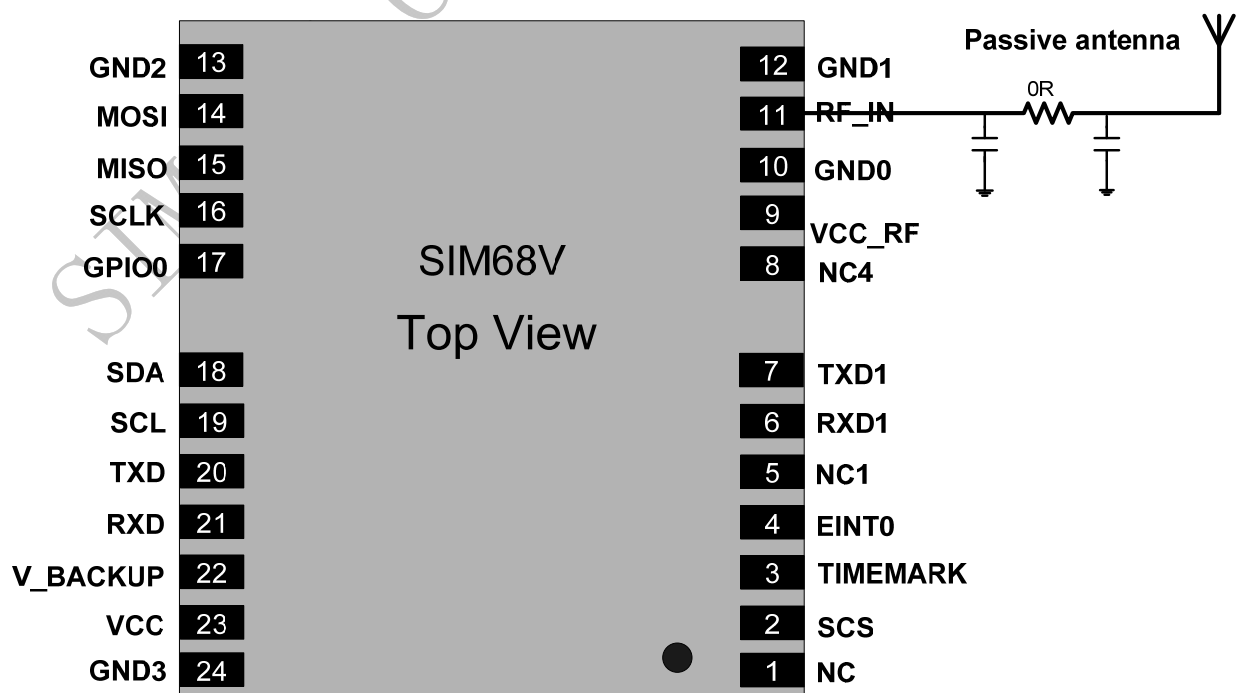 Passive antenna
0R
GND2 13
MOSI 14
MISO 15
SCLK 16
GPIO0 17
SDA 18
SCL 19
TXD 20
RXD 21
V_BACKUP 22
VCC 23
GND3 24
SIM68V
Top View
12 GND1
11 RF_IN
10 GND0
9 VCC_RF
8 NC4
7 TXD1
6 RXD1
5 NC1
4 EINT0
3 TIMEMARK
2 SCS
1 NC
SIM